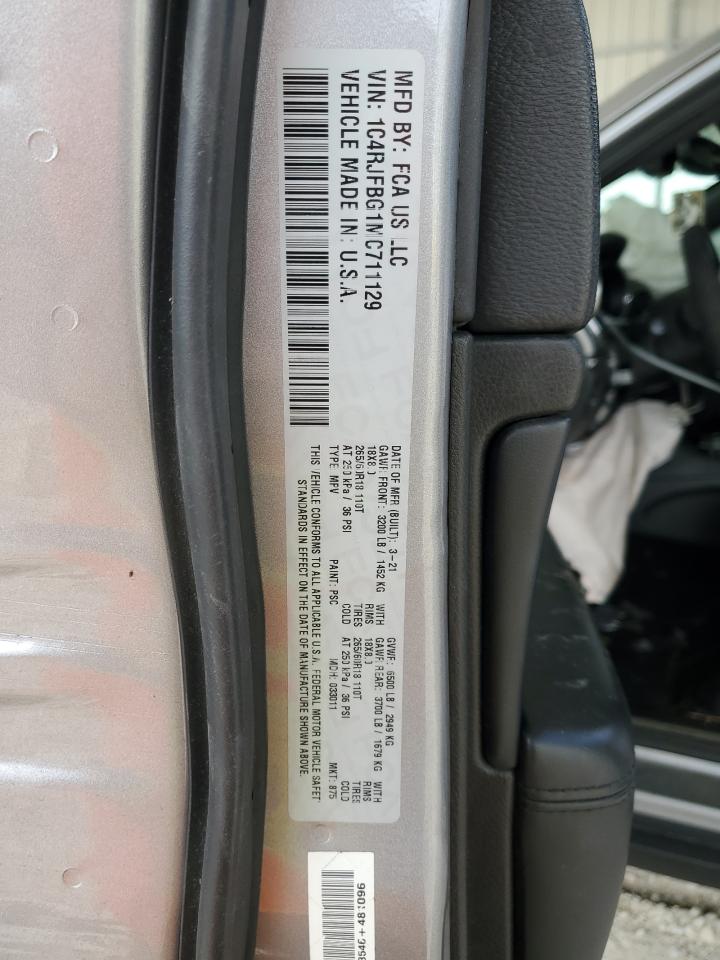 MFD BY: FCA US LLC
VIN: 1C4RJFBG1MC711129
VEHICLE MADE IN: U.S.A.
DATE OF MFR (BUILT): 3-21 GVWR: 6500 LB / 2949 KG
GAWR FRONT: 3200 LB / 1452 KG WITH GAWR REAR: 3700 LB / 1679 KG WITH
18X8.0 RIMS 18X8.0 RIMS
265/60R18 110T TIRES 265/60R18 110T TIRES
AT 250 kPa / 36 PSI COLD AT 250 kPa / 36 PSI COLD
TYPE: MPV PAINT: PSC MDH: 033011 MKT: 875
THIS VEHICLE CONFORMS TO ALL APPLICABLE U.S.A. FEDERAL MOTOR VEHICLE SAFET
STANDARDS IN EFFECT ON THE DATE OF MANUFACTURE SHOWN ABOVE.